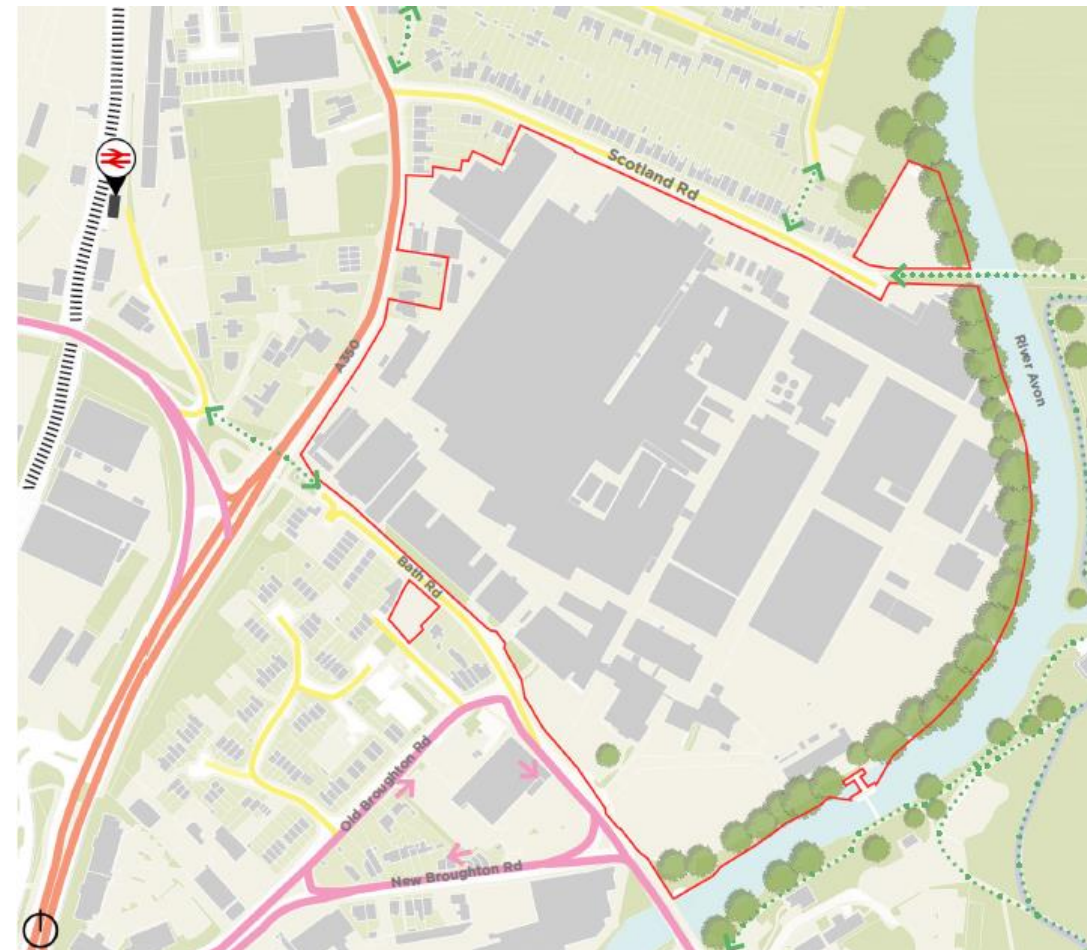 Scotland Rd
A350
River Avon
Bath Rd
Old Broughton Rd
New Broughton Rd